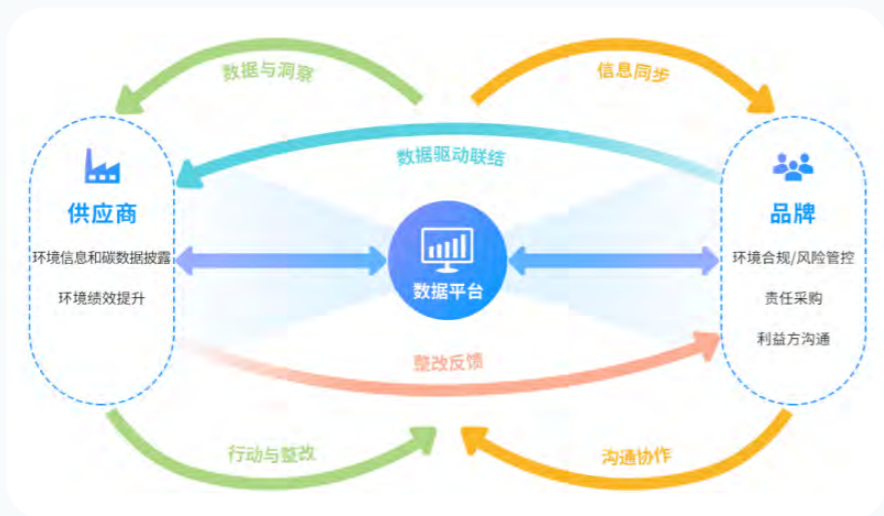 数据与洞察
信息同步
数据驱动联结
供应商
环境信息和碳数据披露
环境绩效提升
数据平台
品牌
环境合规/风险管控
责任采购
利益方沟通
整改反馈
行动与整改
沟通协作